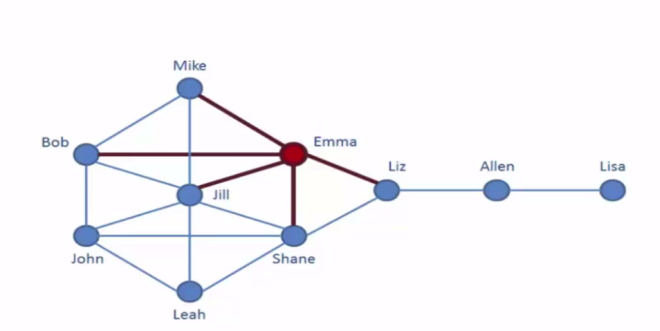 Mike
Bob
Emma
Liz
Allen
Lisa
Jill
John
Shane
Leah